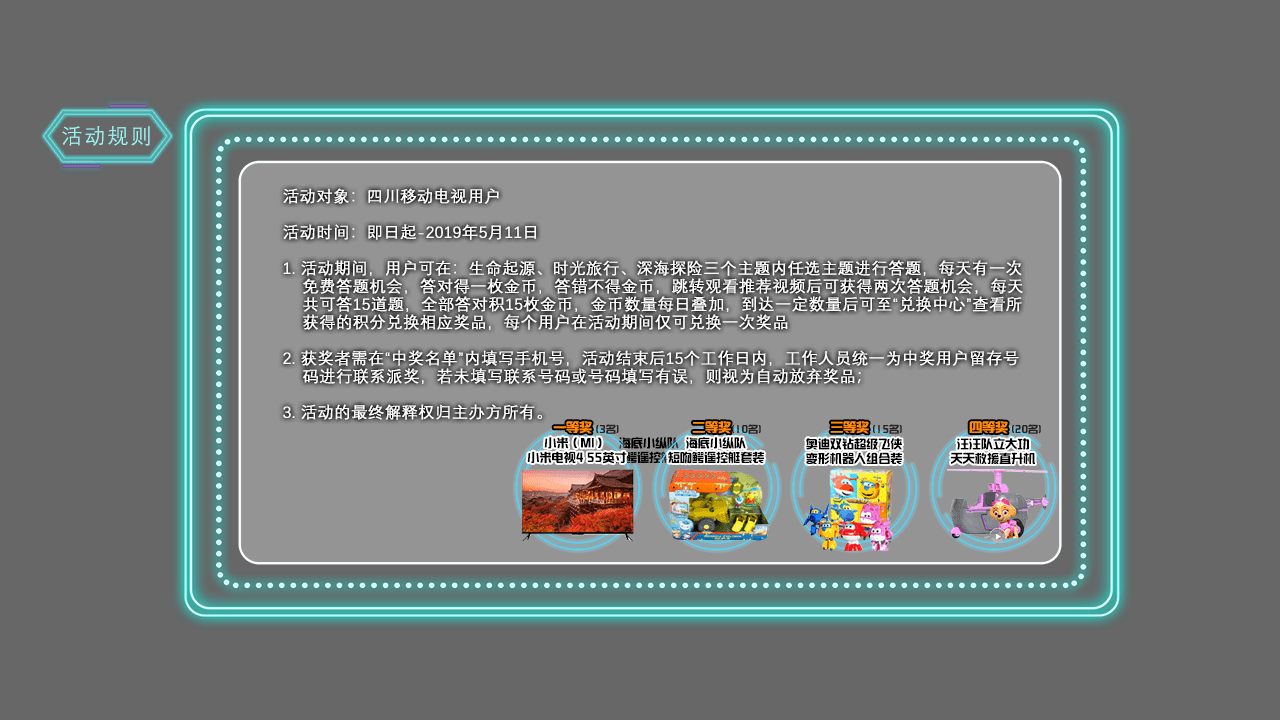 活动规则
活动对象：四川移动电视用户
活动时间：即日起-2019年5月11日
1. 活动期间，用户可在：生命起源、时光旅行、深海探险三个主题内任选主题进行答题，每天有一次
免费答题机会，答对得一枚金币，答错不得金币，跳转观看推荐视频后可获得两次答题机会，每天
共可答15道题，全部答对积15枚金币，金币数量每日叠加，到达一定数量后可至“兑换中心”查看所
获得的积分兑换相应奖品，每个用户在活动期间仅可兑换一次奖品
2. 获奖者需在“中奖名单”内填写手机号，活动结束后15个工作日内，工作人员统一为中奖用户留存号
码进行联系派奖，若未填写联系号码或号码填写有误，则视为自动放弃奖品；
3. 活动的最终解释权归主办方所有。
一等奖(3名)
小米（MI）
小米电视4 55英寸
二等奖(10名)
海底小纵队 海底小纵队
短吻鳄遥控艇套装
三等奖(15名)
奥迪双钻超级飞侠
变形机器人组合装
四等奖(20名)
汪汪队立大功
天天救援直升机